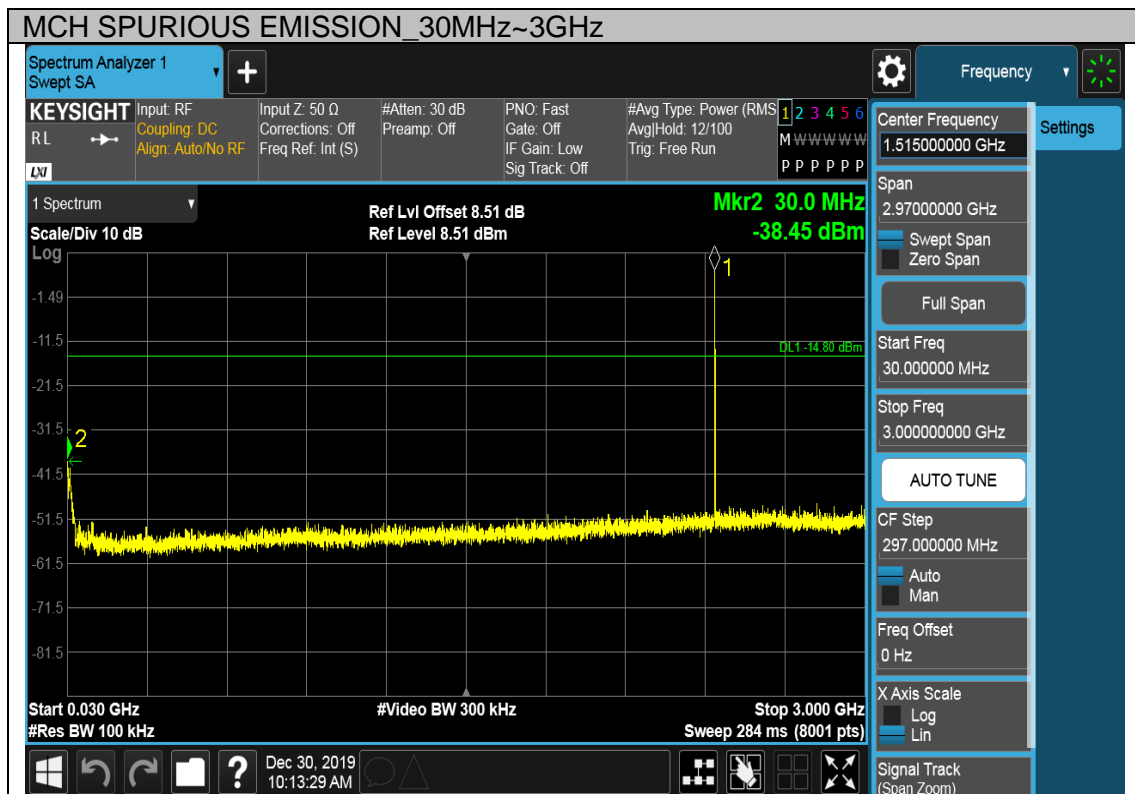 MCH SPURIOUS EMISSION_30MHz~3GHz
Spectrum Analyzer 1
Swept SA
Frequency
KEYSIGHT
RL
LXI
Input: RF
Coupling: DC
Align: Auto/No RF
Input Z: 50 Ω
Corrections: Off
Freq Ref: Int (S)
#Atten: 30 dB
Preamp: Off
PNO: Fast
Gate: Off
IF Gain: Low
Sig Track: Off
#Avg Type: Power (RMS
Avg|Hold: 12/100
Trig: Free Run
1 2 3 4 5 6
M W W W W W
P P P P P P
1 Spectrum
Scale/Div 10 dB
Ref Lvl Offset 8.51 dB
Ref Level 8.51 dBm
Mkr2 30.0 MHz
-38.45 dBm
Log
1
-1.49
-11.5
DL1 -14.80 dBm
-21.5
-31.5
2
-41.5
-51.5
-61.5
-71.5
-81.5
Start 0.030 GHz
#Video BW 300 kHz
Stop 3.000 GHz
#Res BW 100 kHz
Sweep 284 ms (8001 pts)
Center Frequency
1.515000000 GHz
Settings
Span
2.97000000 GHz
Swept Span
Zero Span
Full Span
Start Freq
30.000000 MHz
Stop Freq
3.000000000 GHz
AUTO TUNE
CF Step
297.000000 MHz
Auto
Man
Freq Offset
0 Hz
X Axis Scale
Log
Lin
Signal Track
(Span Zoom)
?
Dec 30, 2019
10:13:29 AM